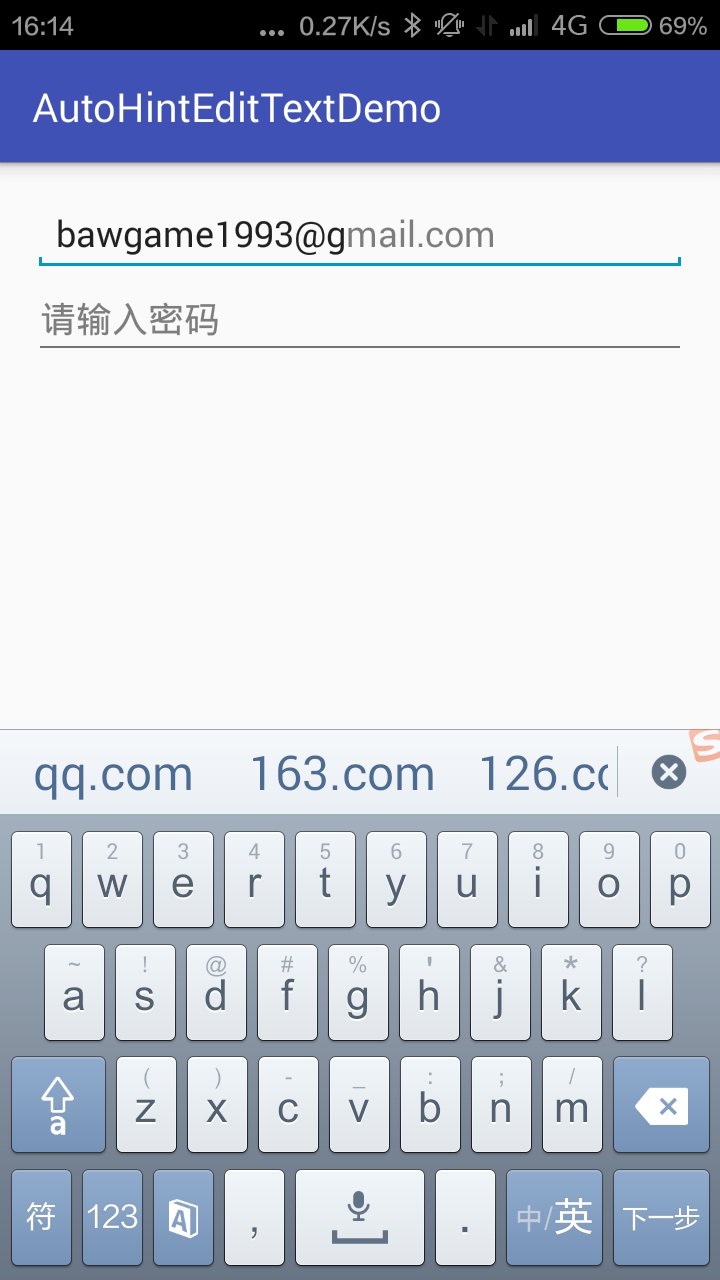 16:14 ... 0.27K/s 4G 69%
AutoHintEditTextDemo
bawgame1993@gmail.com
请输入密码
qq.com 163.com 126.co
1 2 3 4 5 6 7 8 9 0
q w e r t y u i o p
~ ! @ # % ' & * ?
a s d f g h j k l
( ) - _ : ; /
a z x c v b n m
符 123 A , . 中/英 下一步